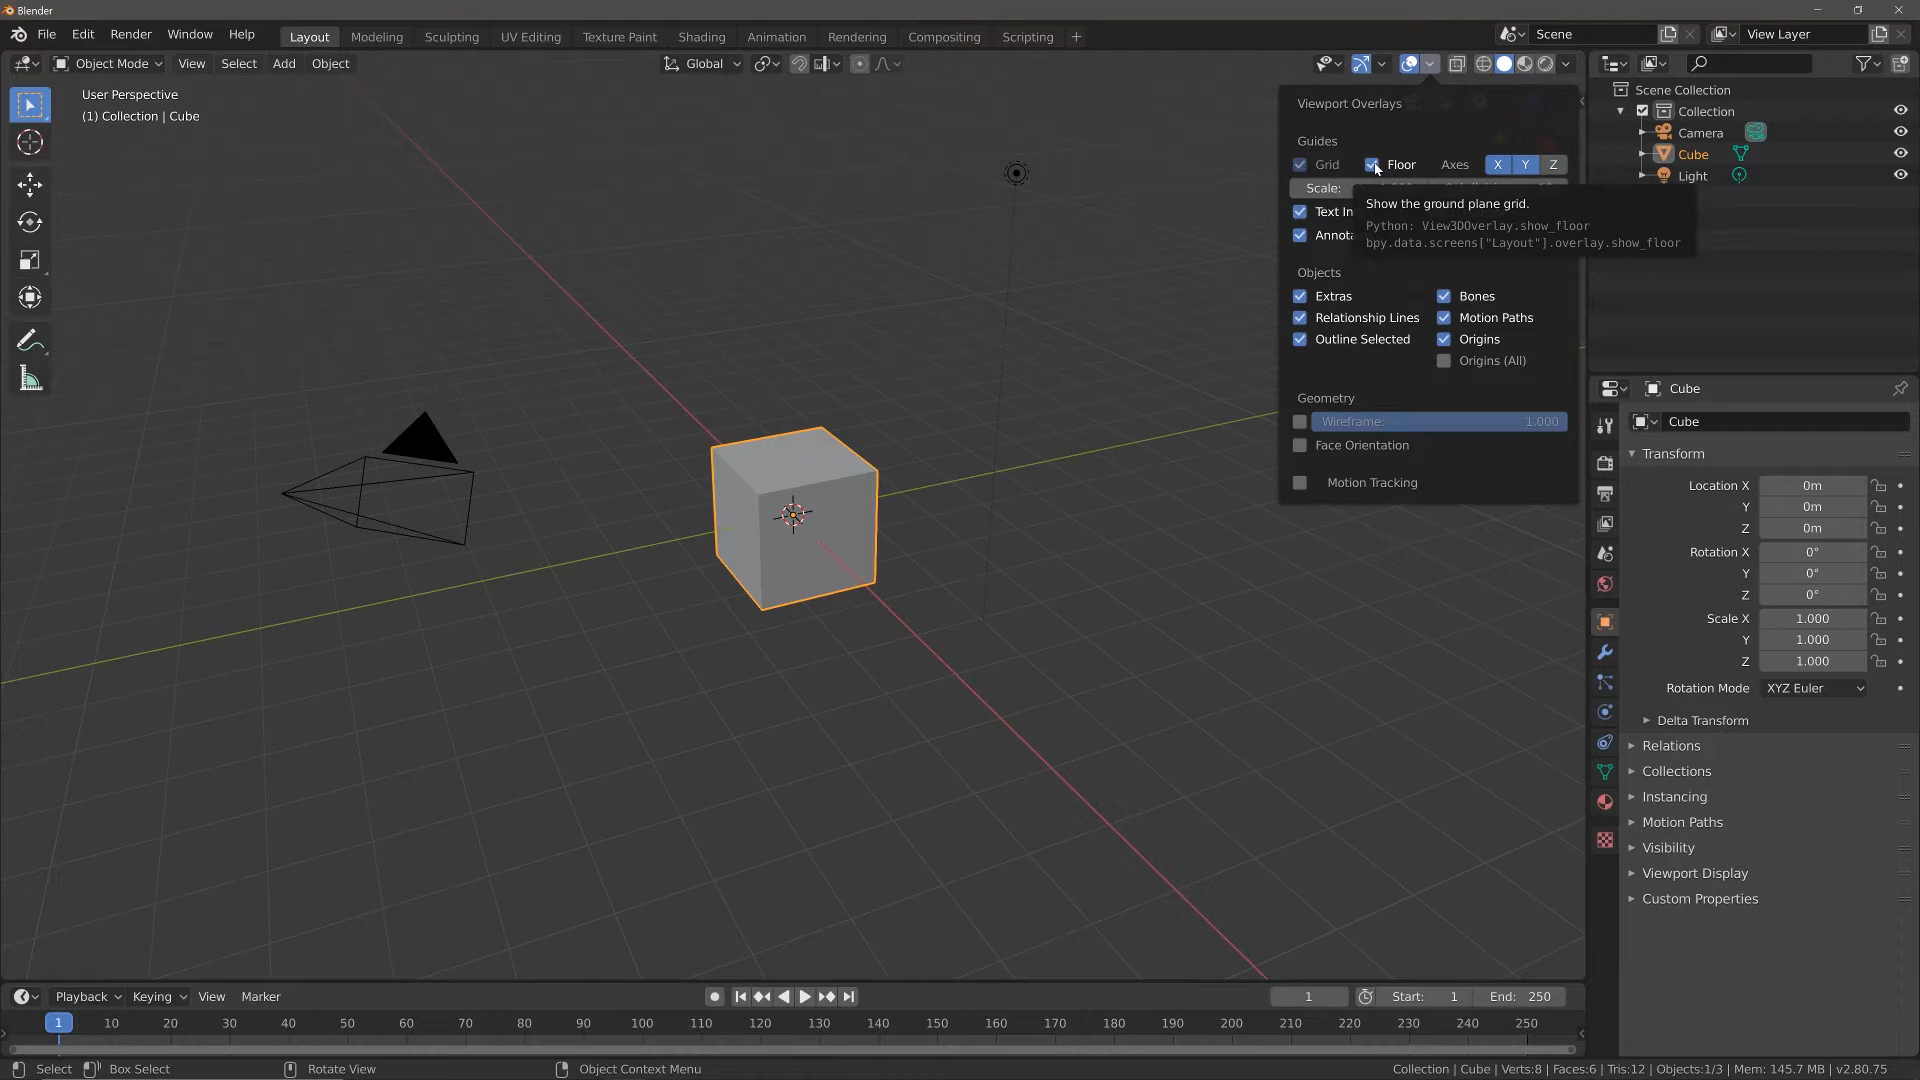 Blender
File Edit Render Window Help Layout Modeling Sculpting UV Editing Texture Paint Shading Animation Rendering Compositing Scripting + Scene View Layer
Object Mode View Select Add Object Global
User Perspective
(1) Collection | Cube
Viewport Overlays
Guides
Grid Floor Axes X Y Z
Scale:
Text In
Annota
Show the ground plane grid.
Python: View3DOverlay.show_floor
bpy.data.screens["Layout"].overlay.show_floor
Objects
Extras Bones
Relationship Lines Motion Paths
Outline Selected Origins
Origins (All)
Geometry
Wireframe: 1.000
Face Orientation
Motion Tracking
Scene Collection
Collection
Camera
Cube
Light
Cube
Cube
Transform
Location X 0m
Y 0m
Z 0m
Rotation X 0°
Y 0°
Z 0°
Scale X 1.000
Y 1.000
Z 1.000
Rotation Mode XYZ Euler
Delta Transform
Relations
Collections
Instancing
Motion Paths
Visibility
Viewport Display
Custom Properties
Playback Keying View Marker 1 Start: 1 End: 250
1 10 20 30 40 50 60 70 80 90 100 110 120 130 140 150 160 170 180 190 200 210 220 230 240 250
Select Box Select Rotate View Object Context Menu Collection | Cube | Verts:8 | Faces:6 | Tris:12 | Objects:1/3 | Mem: 145.7 MB | v2.80.75